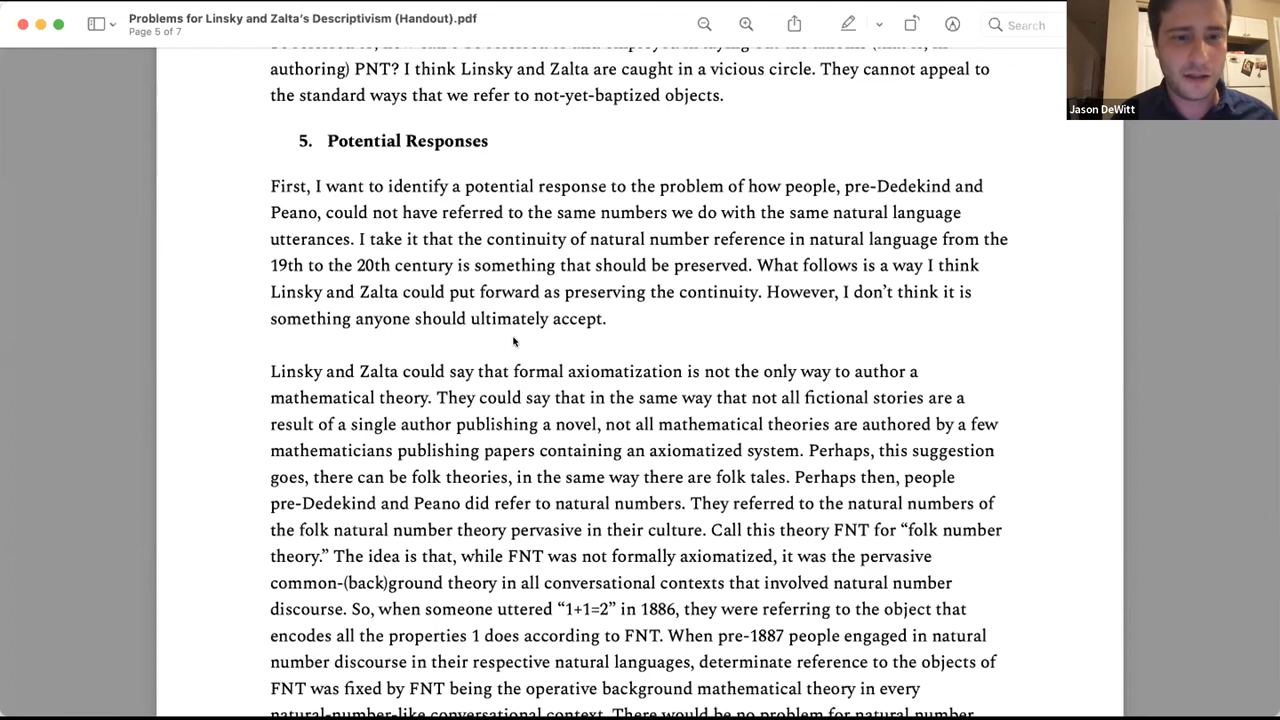 Problems for Linsky and Zalta's Descriptivism (Handout).pdf
Page 5 of 7
Search
Jason DeWitt
authoring) PNT? I think Linsky and Zalta are caught in a vicious circle. They cannot appeal to
the standard ways that we refer to not-yet-baptized objects.
5. Potential Responses
First, I want to identify a potential response to the problem of how people, pre-Dedekind and
Peano, could not have referred to the same numbers we do with the same natural language
utterances. I take it that the continuity of natural number reference in natural language from the
19th to the 20th century is something that should be preserved. What follows is a way I think
Linsky and Zalta could put forward as preserving the continuity. However, I don't think it is
something anyone should ultimately accept.
Linsky and Zalta could say that formal axiomatization is not the only way to author a
mathematical theory. They could say that in the same way that not all fictional stories are a
result of a single author publishing a novel, not all mathematical theories are authored by a few
mathematicians publishing papers containing an axiomatized system. Perhaps, this suggestion
goes, there can be folk theories, in the same way there are folk tales. Perhaps then, people
pre-Dedekind and Peano did refer to natural numbers. They referred to the natural numbers of
the folk natural number theory pervasive in their culture. Call this theory FNT for “folk number
theory.” The idea is that, while FNT was not formally axiomatized, it was the pervasive
common-(back)ground theory in all conversational contexts that involved natural number
discourse. So, when someone uttered “1+1=2” in 1886, they were referring to the object that
encodes all the properties 1 does according to FNT. When pre-1887 people engaged in natural
number discourse in their respective natural languages, determinate reference to the objects of
FNT was fixed by FNT being the operative background mathematical theory in every
natural-number-like conversational context. There would be no problem for natural number